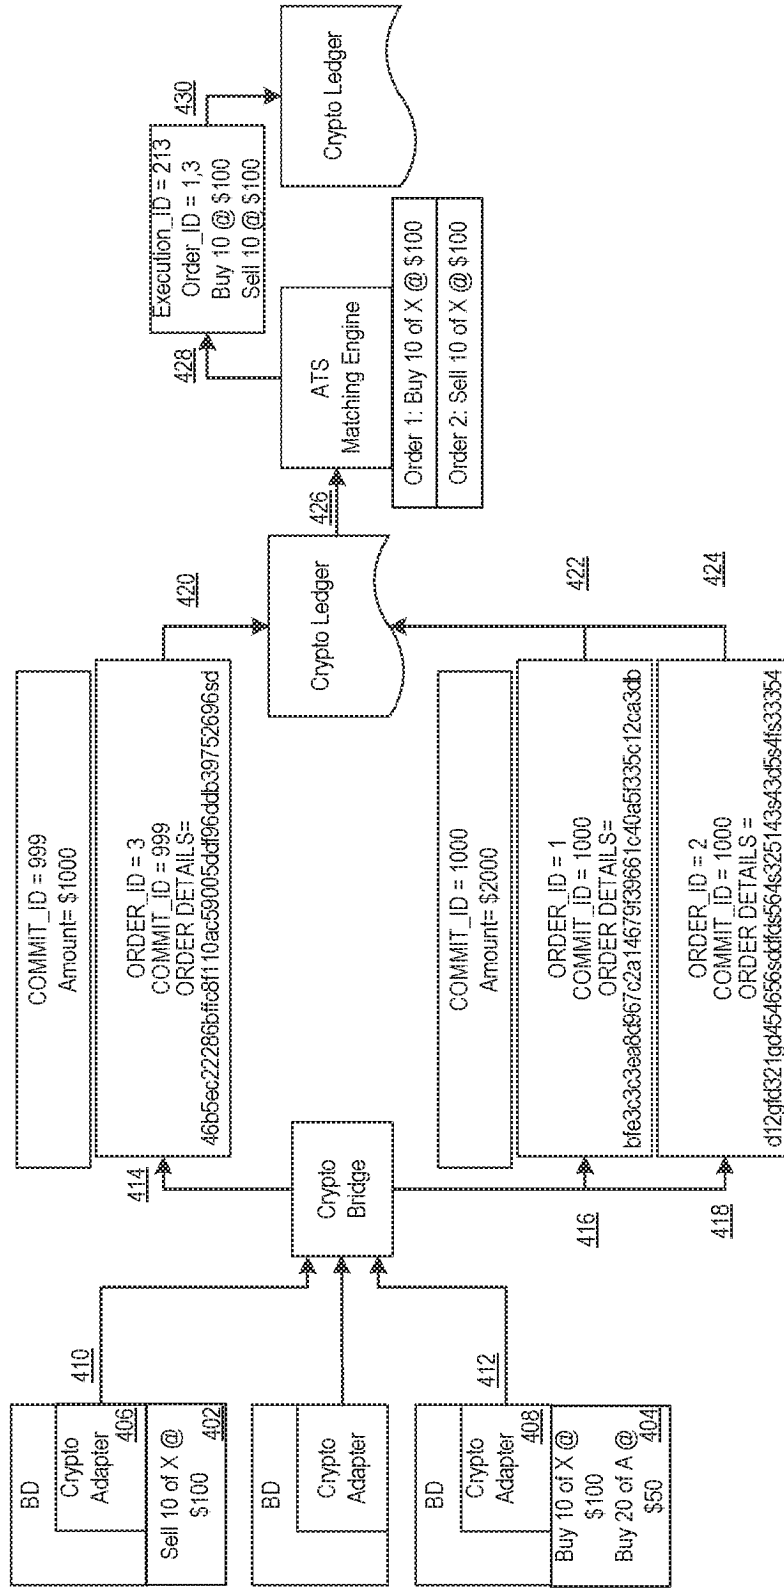 BD
Crypto
Adapter
406
Sell 10 of X @
$100
402
410
BD
Crypto
Adapter
BD
Crypto
Adapter
408
Buy 10 of X @
$100
Buy 20 of A @
$50
404
412
Crypto
Bridge
414
416
418
COMMIT_ID = 999
Amount= $1000
ORDER_ID = 3
COMMIT_ID = 999
ORDER DETAILS=
46b5ec22286bffc8f110ac59005ddf96ddb39752696sd
COMMIT_ID = 1000
Amount= $2000
ORDER_ID = 1
COMMIT_ID = 1000
ORDER DETAILS=
bfe3c3c3ea8d967c2a14679f39661c40a5f335c12ca3db
ORDER_ID = 2
COMMIT_ID = 1000
ORDER DETAILS =
d12gfd321gd454656sddfds564s325143s43d5s4fs33354
420
Crypto Ledger
422
424
426
ATS
Matching Engine
Order 1: Buy 10 of X @ $100
Order 2: Sell 10 of X @ $100
428
Execution_ID = 213
Order_ID = 1,3
Buy 10 @ $100
Sell 10 @ $100
430
Crypto Ledger